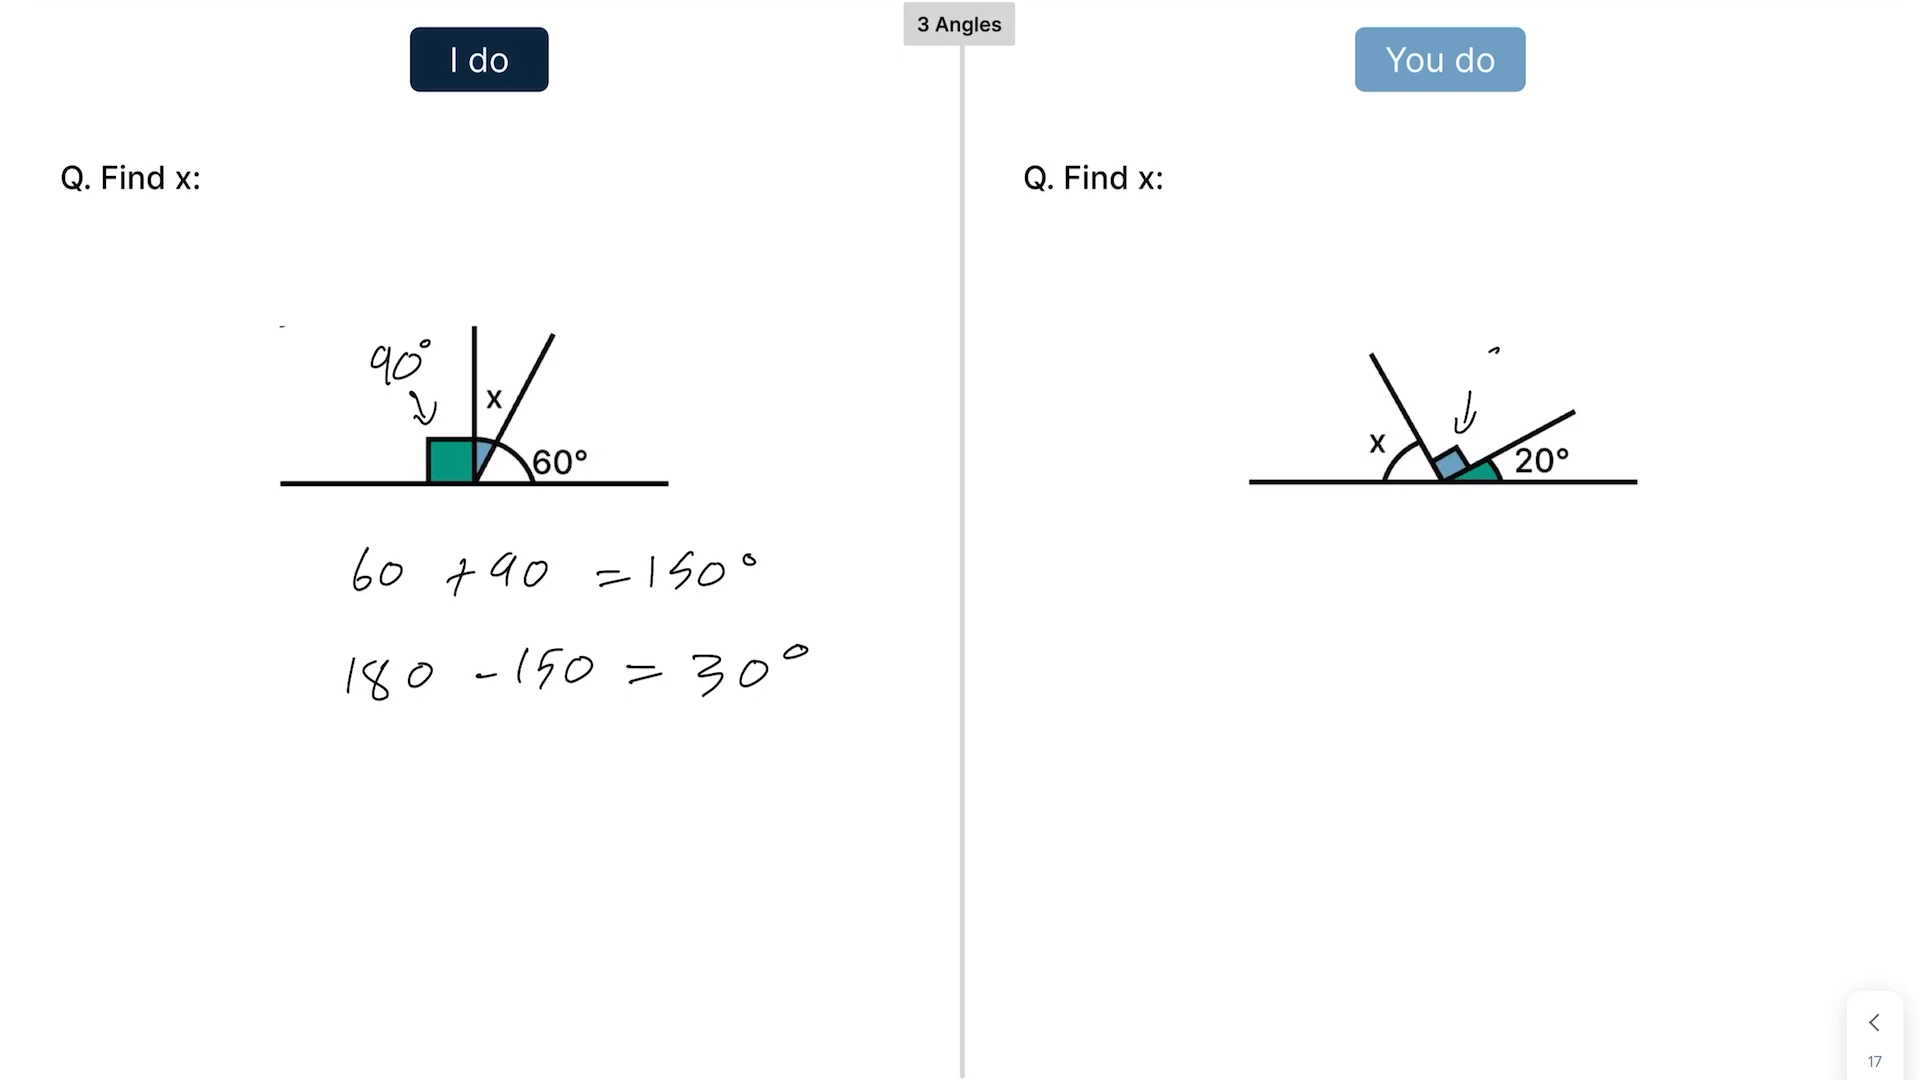 3 Angles
I do
Q. Find x:
90°
x
60°
60 + 90 = 150°
180 - 150 = 30°
You do
Q. Find x:
x
20°
17